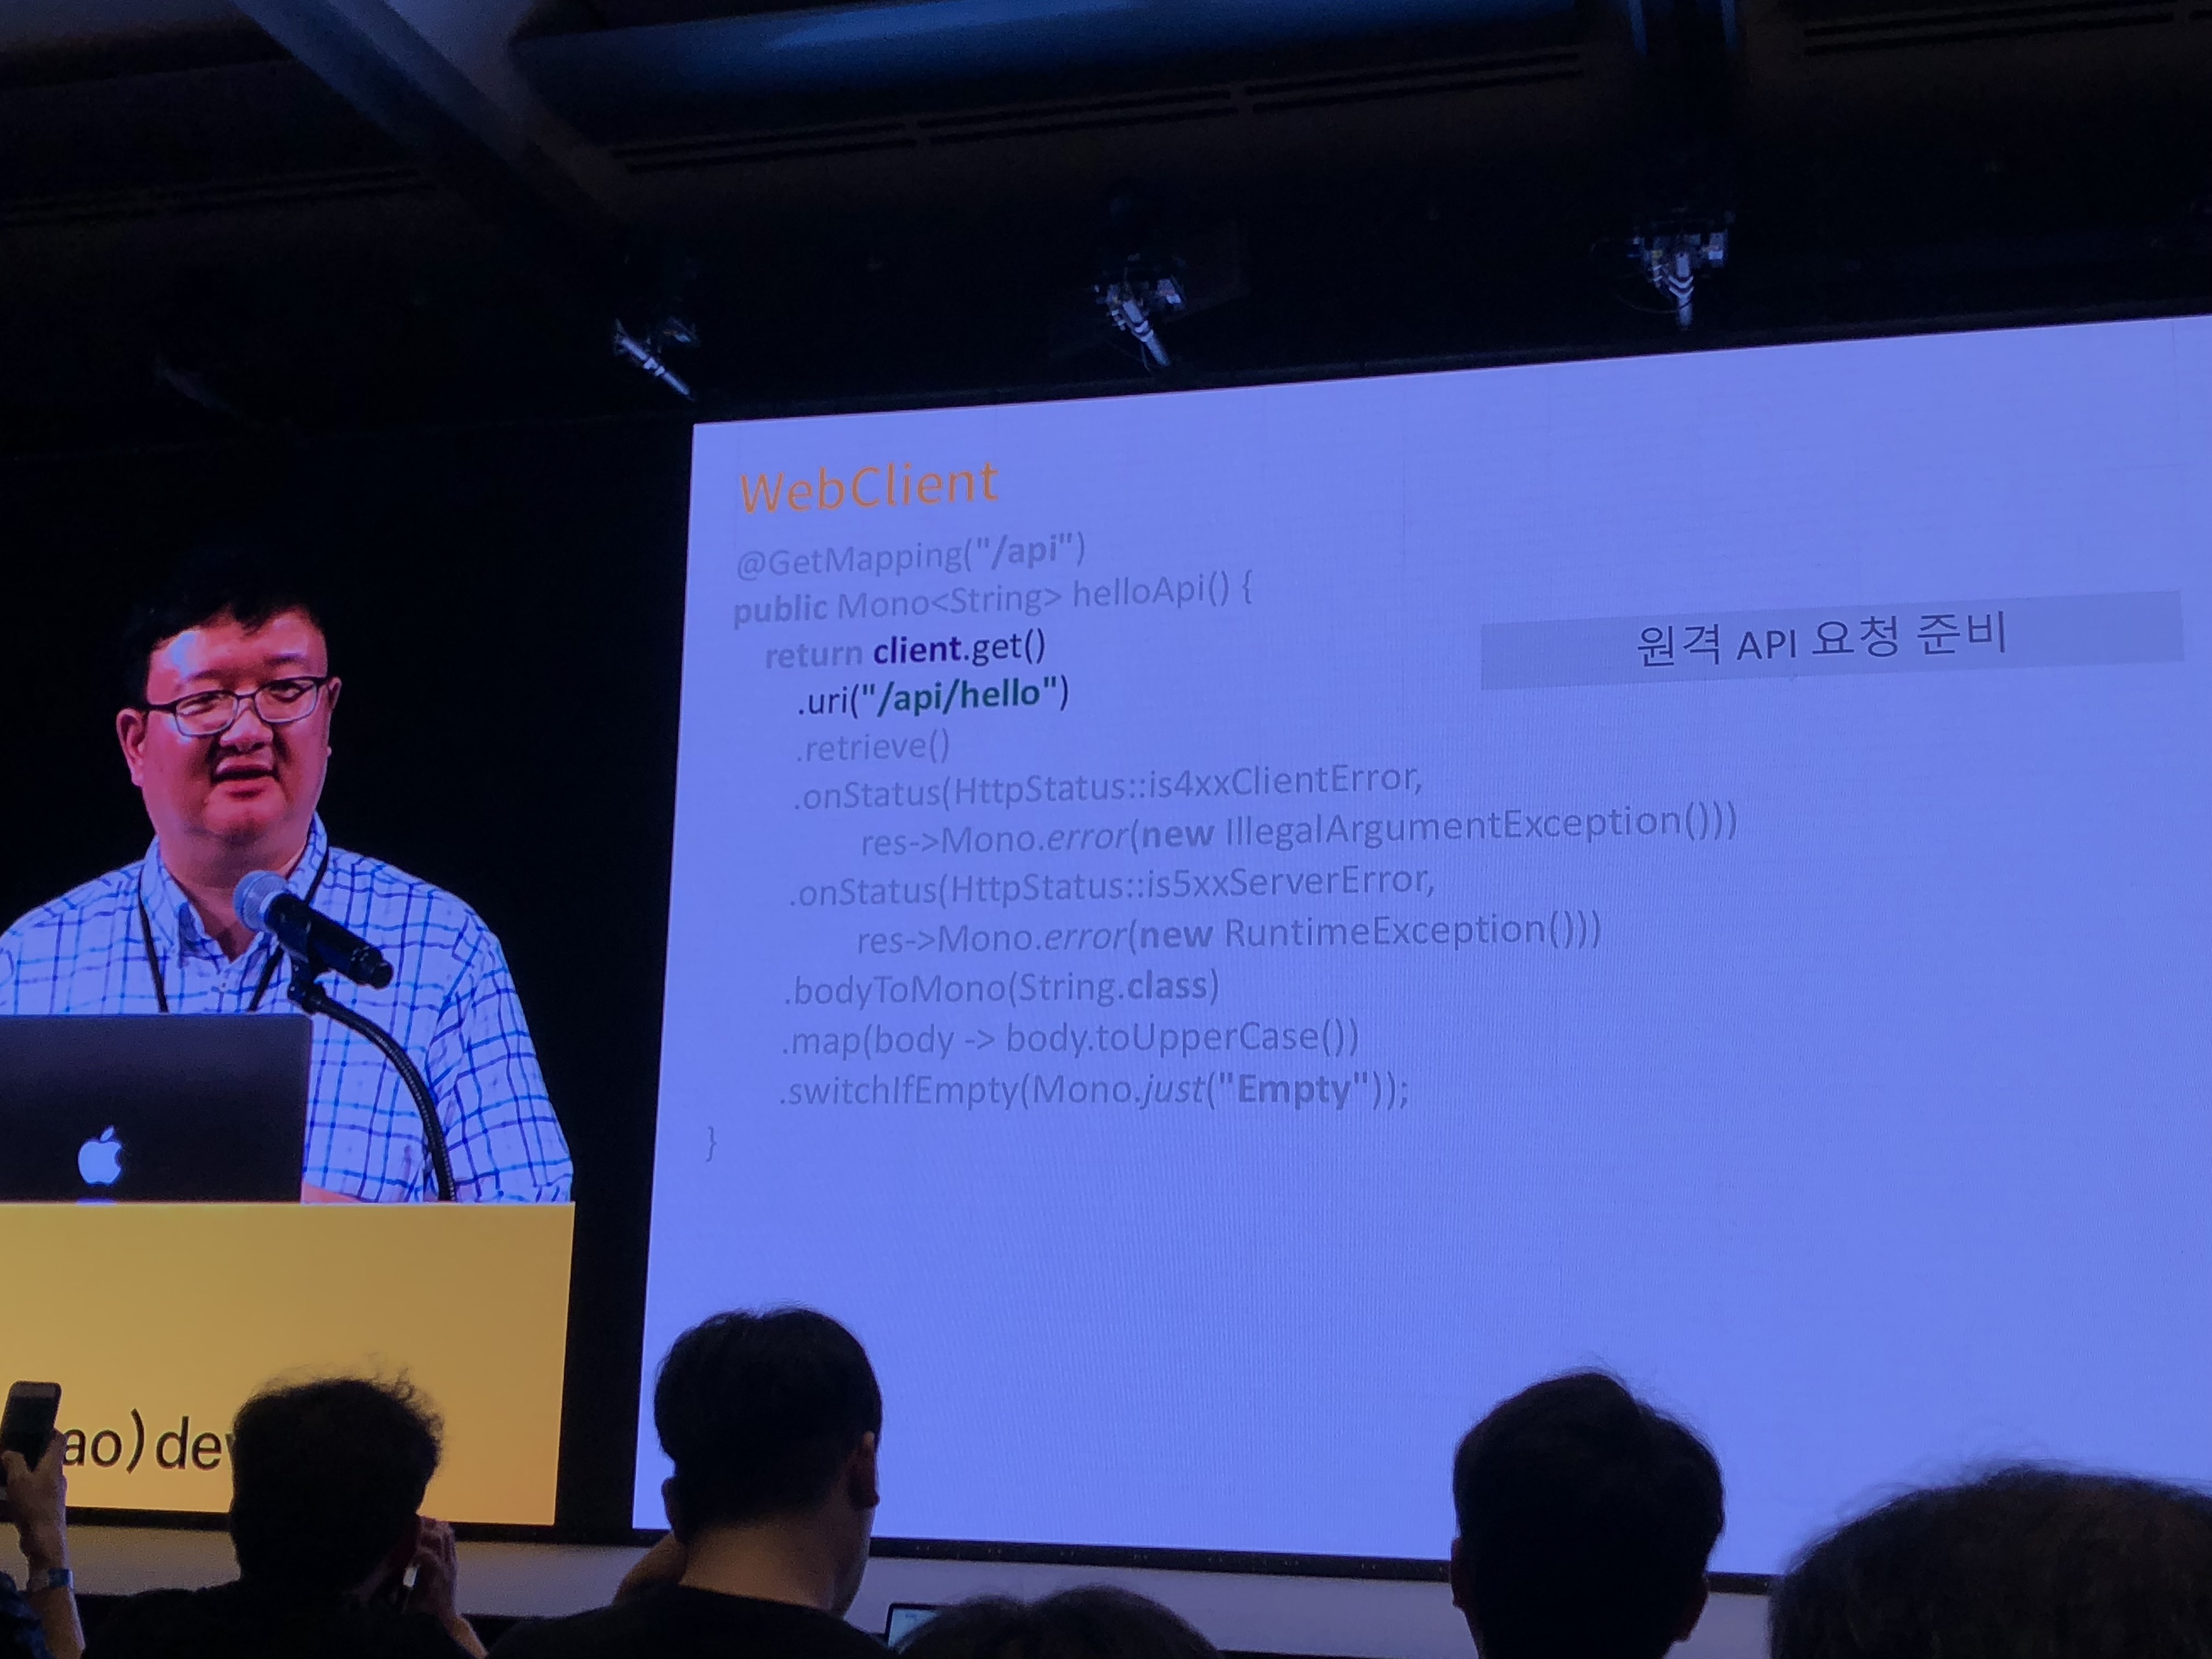 WebClient
@GetMapping("/api")
public Mono<String> helloApi() {
return client.get()
.uri("/api/hello")
.retrieve()
.onStatus(HttpStatus::is4xxClientError,
res->Mono.error(new IllegalArgumentException()))
.onStatus(HttpStatus::is5xxServerError,
res->Mono.error(new RuntimeException()))
.bodyToMono(String.class)
.map(body -> body.toUpperCase())
.switchIfEmpty(Mono.just("Empty"));
}
원격 API 요청 준비
ao)de